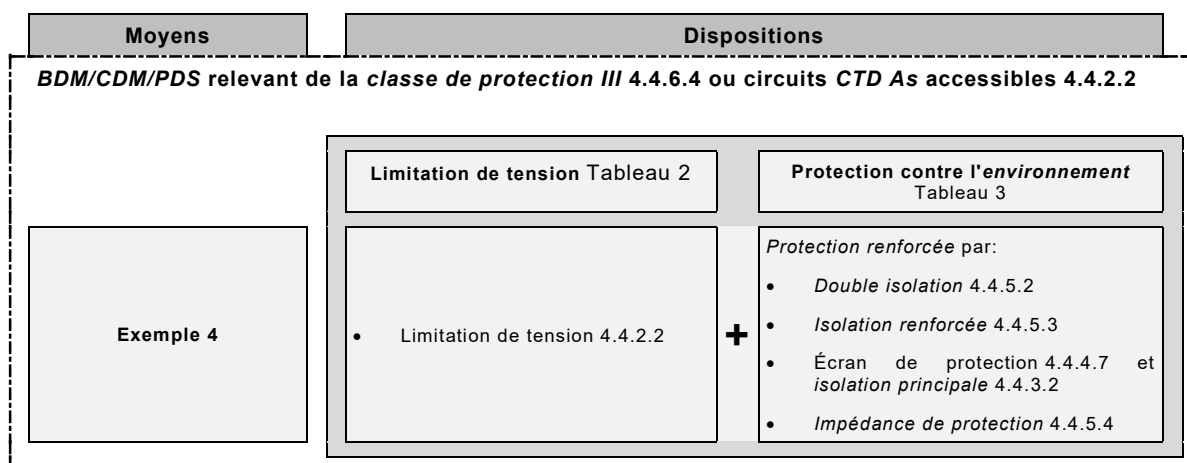 Moyens
Dispositions
BDM/CDM/PDS relevant de la classe de protection III 4.4.6.4 ou circuits CTD As accessibles 4.4.2.2
Limitation de tension Tableau 2
Protection contre l'environnement
Tableau 3
Exemple 4
• Limitation de tension 4.4.2.2
+
Protection renforcée par:
• Double isolation 4.4.5.2
• Isolation renforcée 4.4.5.3
• Écran de protection 4.4.4.7 et
isolation principale 4.4.3.2
• Impédance de protection 4.4.5.4